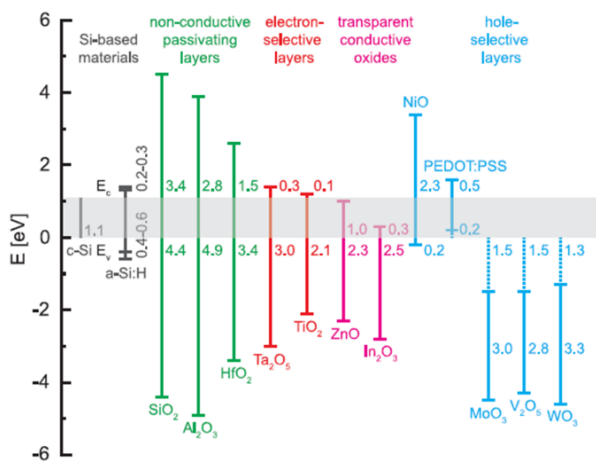 6
4
2
0
-2
-4
-6
E [eV]
Si-based
materials
non-conductive
passivating
layers
electron-
selective
layers
transparent
conductive
oxides
hole-
selective
layers
NiO
PEDOT:PSS
E_c
0.2-0.3
3.4
2.8
1.5
0.3
0.1
2.3
0.5
1.1
0.4-0.6
1.0
0.3
-0.2
c-Si
E_v
a-Si:H
4.4
4.9
3.4
3.0
2.1
2.3
2.5
0.2
1.5
1.5
1.3
3.0
2.8
3.3
TiO₂
ZnO
In₂O₃
Ta₂O₅
HfO₂
SiO₂
Al₂O₃
MoO₃
V₂O₅
WO₃